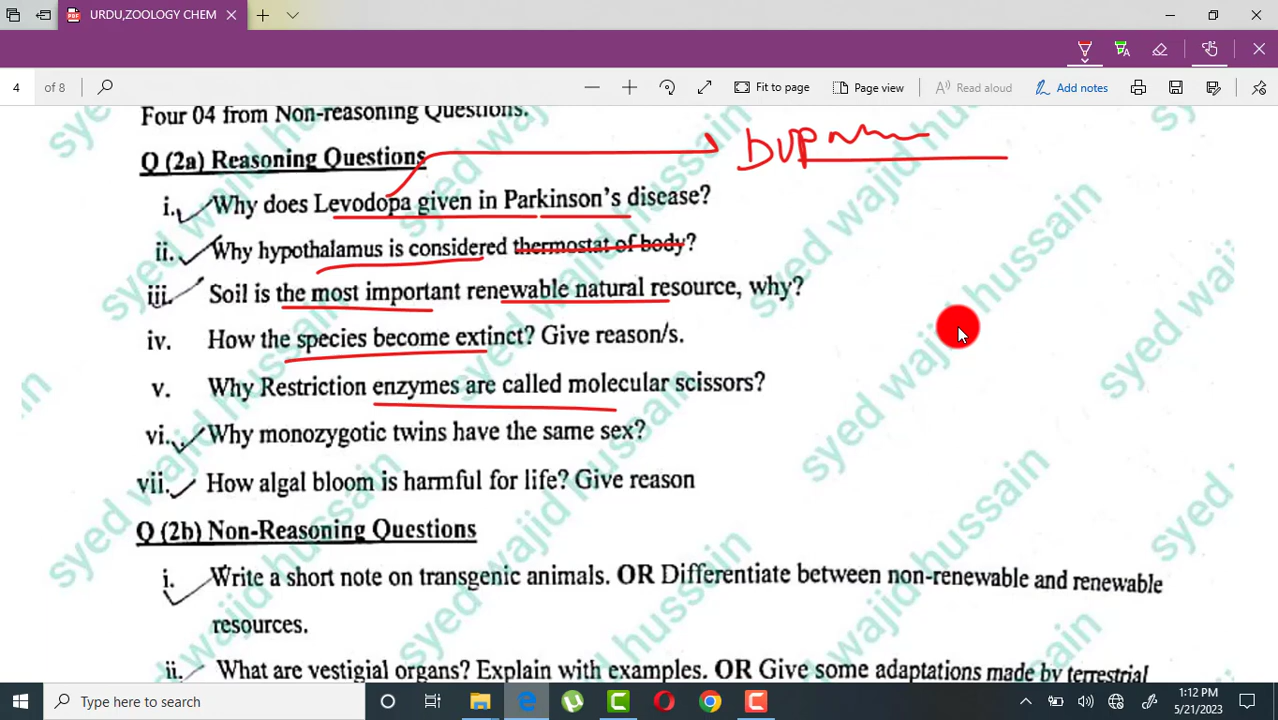 URDU,ZOOLOGY CHEM
4 of 8
Fit to page
Page view
Read aloud
Add notes
Four 04 from Non-reasoning Questions.
Q (2a) Reasoning Questions
i. Why does Levodopa given in Parkinson's disease?
ii. Why hypothalamus is considered thermostat of body?
iii. Soil is the most important renewable natural resource, why?
iv. How the species become extinct? Give reason/s.
v. Why Restriction enzymes are called molecular scissors?
vi. Why monozygotic twins have the same sex?
vii. How algal bloom is harmful for life? Give reason
Q (2b) Non-Reasoning Questions
i. Write a short note on transgenic animals. OR Differentiate between non-renewable and renewable
resources.
ii. What are vestigial organs? Explain with examples. OR Give some adaptations made by terrestrial
syed wajid hussain
Type here to search
1:12 PM
5/21/2023